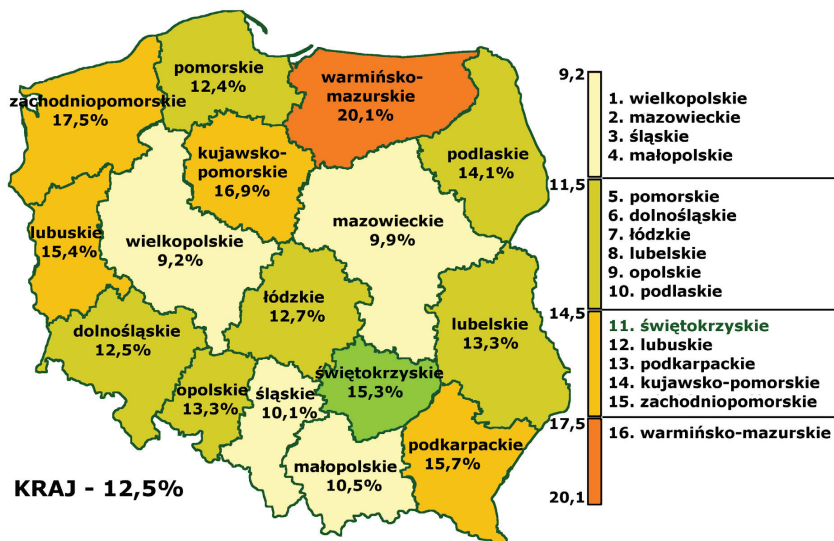 pomorskie
12,4%
warmińsko-
mazurskie
20,1%
zachodniopomorskie
17,5%
kujawsko-
pomorskie
16,9%
podlaskie
14,1%
lubuskie
15,4%
wielkopolskie
9,2%
mazowieckie
9,9%
łódzkie
12,7%
dolnośląskie
12,5%
lubelskie
13,3%
opolskie
13,3%
śląskie
10,1%
świętokrzyskie
15,3%
małopolskie
10,5%
podkarpackie
15,7%
KRAJ - 12,5%
9,2
1. wielkopolskie
2. mazowieckie
3. śląskie
4. małopolskie
11,5
5. pomorskie
6. dolnośląskie
7. łódzkie
8. lubelskie
9. opolskie
10. podlaskie
14,5
11. świętokrzyskie
12. lubuskie
13. podkarpackie
14. kujawsko-pomorskie
15. zachodniopomorskie
17,5
16. warmińsko-mazurskie
20,1